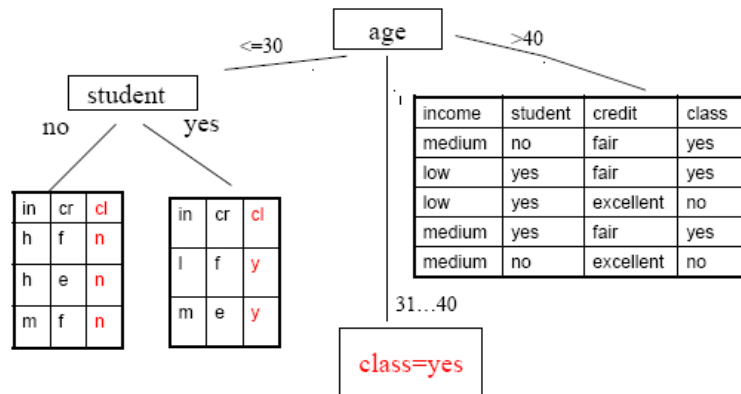 age
<=30
>40
student
no
yes
income student credit class
medium no fair yes
low yes fair yes
low yes excellent no
medium yes fair yes
medium no excellent no
in cr cl
h f n
h e n
m f n
in cr cl
l f y
m e y
31...40
class=yes